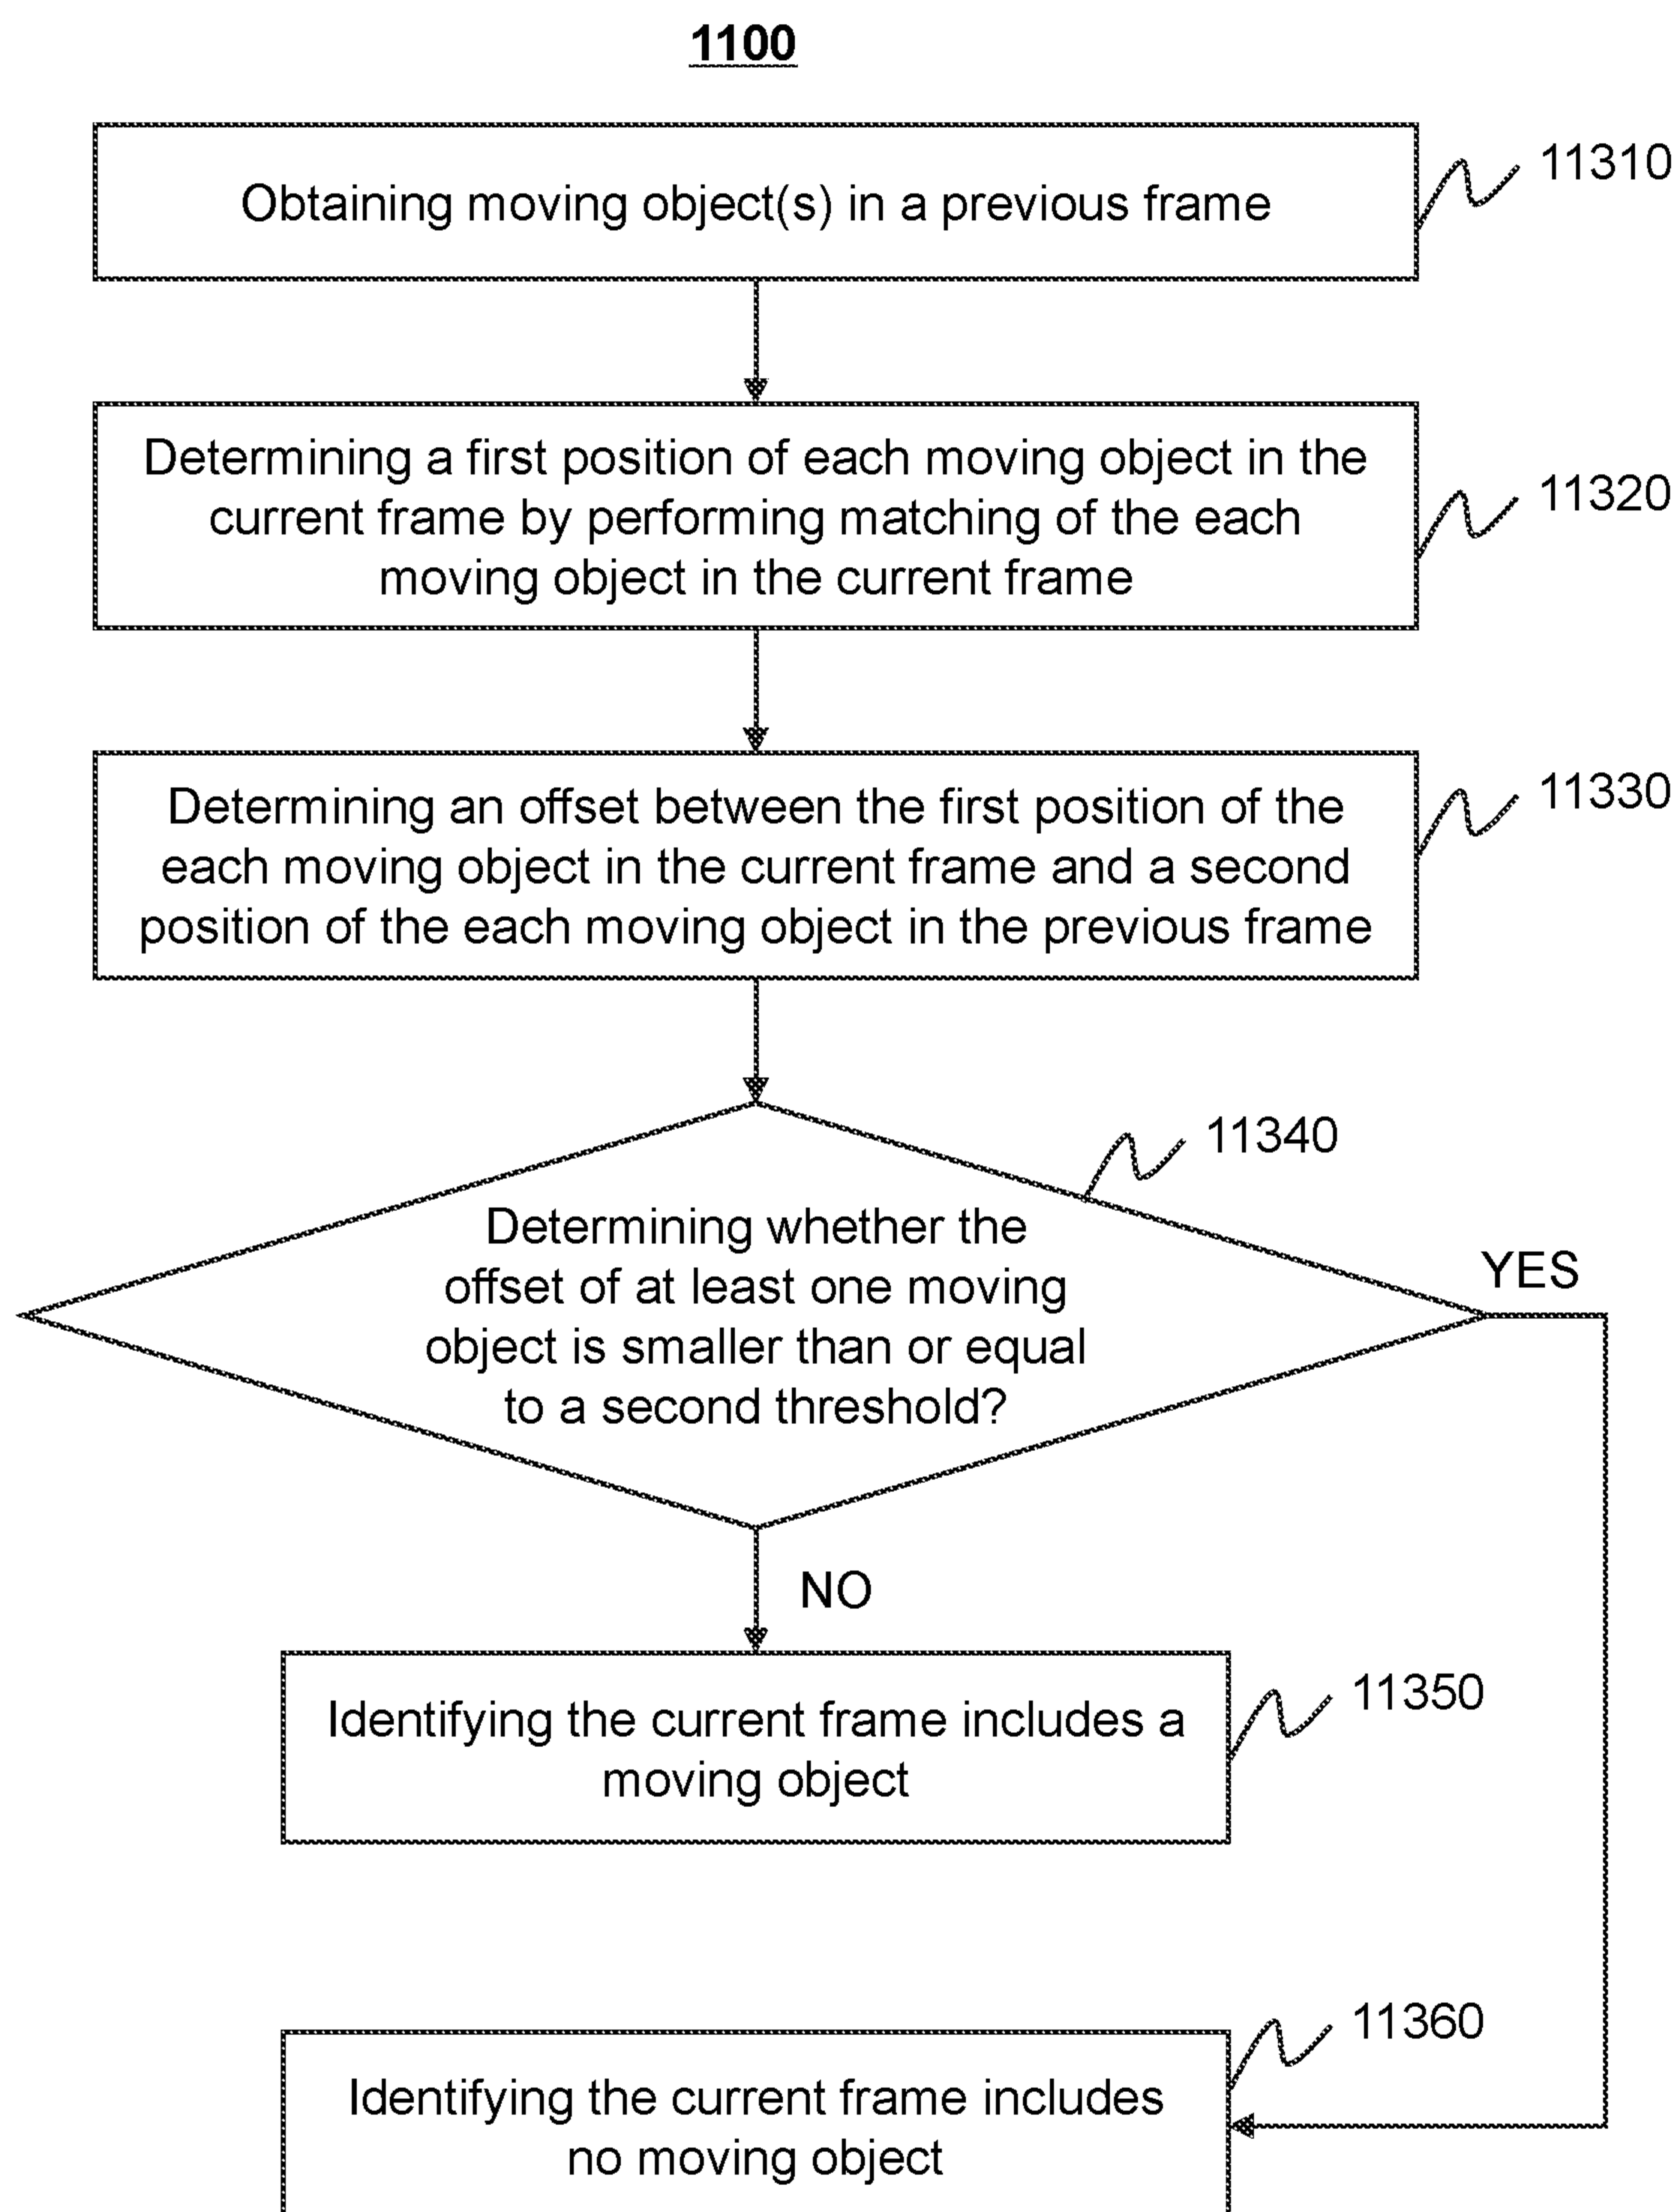 1100
Obtaining moving object(s) in a previous frame
11310
Determining a first position of each moving object in the
current frame by performing matching of the each
moving object in the current frame
11320
Determining an offset between the first position of the
each moving object in the current frame and a second
position of the each moving object in the previous frame
11330
11340
Determining whether the
offset of at least one moving
object is smaller than or equal
to a second threshold?
YES
NO
Identifying the current frame includes a
moving object
11350
Identifying the current frame includes
no moving object
11360